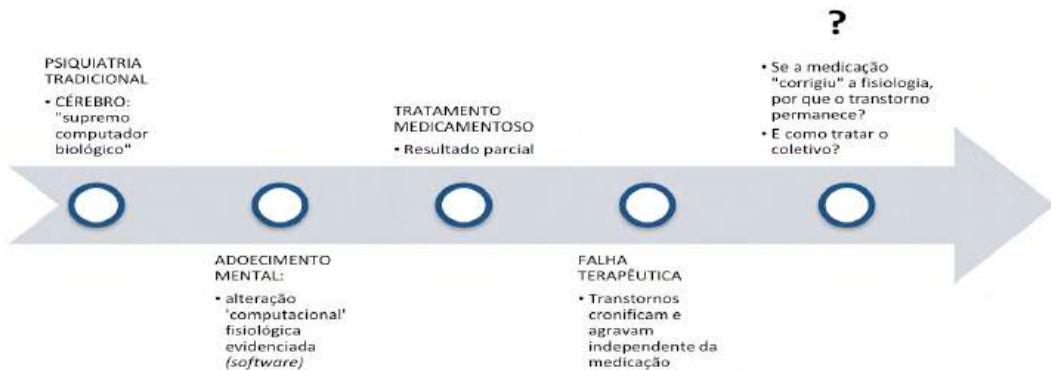 PSIQUIATRIA
TRADICIONAL
• CÉREBRO:
"supremo
computador
biológico"
ADOECIMENTO
MENTAL:
• alteração
'computacional'
fisiológica
evidenciada
(software)
TRATAMENTO
MEDICAMENTOSO
• Resultado parcial
FALHA
TERAPÊUTICA
• Transtornos
cronificam e
agravam
independente da
medicação
?
• Se a medicação
"corrigiu" a fisiologia,
por que o transtorno
permanece?
• E como tratar o
coletivo?